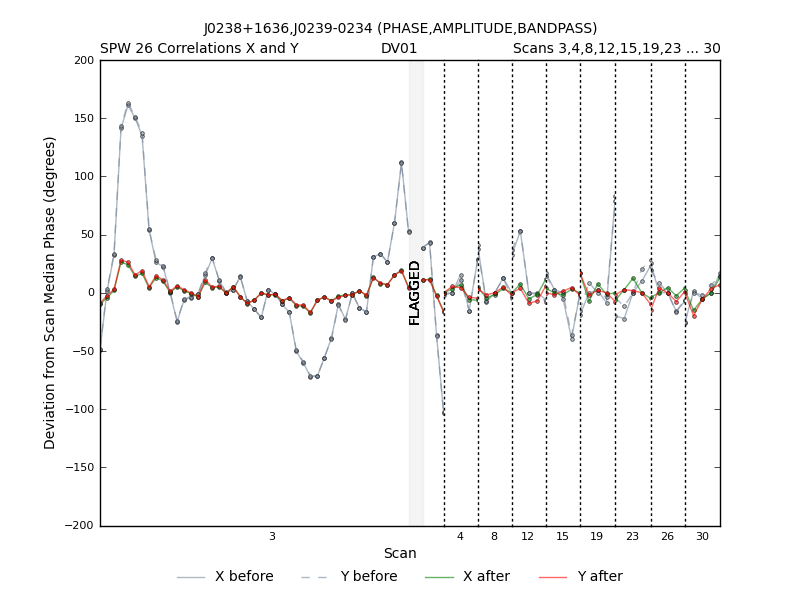 J0238+1636,J0239-0234 (PHASE,AMPLITUDE,BANDPASS)
SPW 26 Correlations X and Y DV01 Scans 3,4,8,12,15,19,23 ... 30
Deviation from Scan Median Phase (degrees)
200
150
100
50
0
−50
−100
−150
−200
FLAGGED
3 4 8 12 15 19 23 26 30
Scan
X before Y before X after Y after